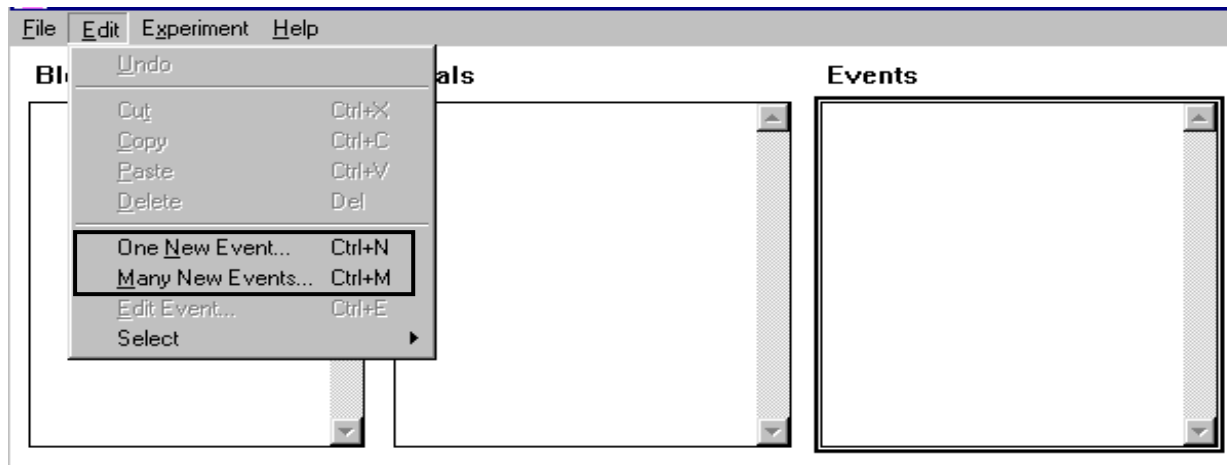 File Edit Experiment Help
Bl als Events
Undo
Cut Ctrl+X
Copy Ctrl+C
Paste Ctrl+V
Delete Del
One New Event... Ctrl+N
Many New Events... Ctrl+M
Edit Event... Ctrl+E
Select